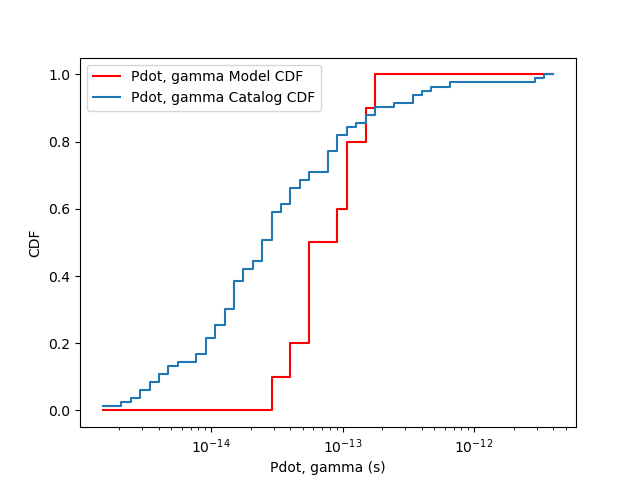 Pdot, gamma Model CDF
Pdot, gamma Catalog CDF
1.0
0.8
0.6
0.4
0.2
0.0
CDF
10⁻¹⁴
10⁻¹³
10⁻¹²
Pdot, gamma (s)